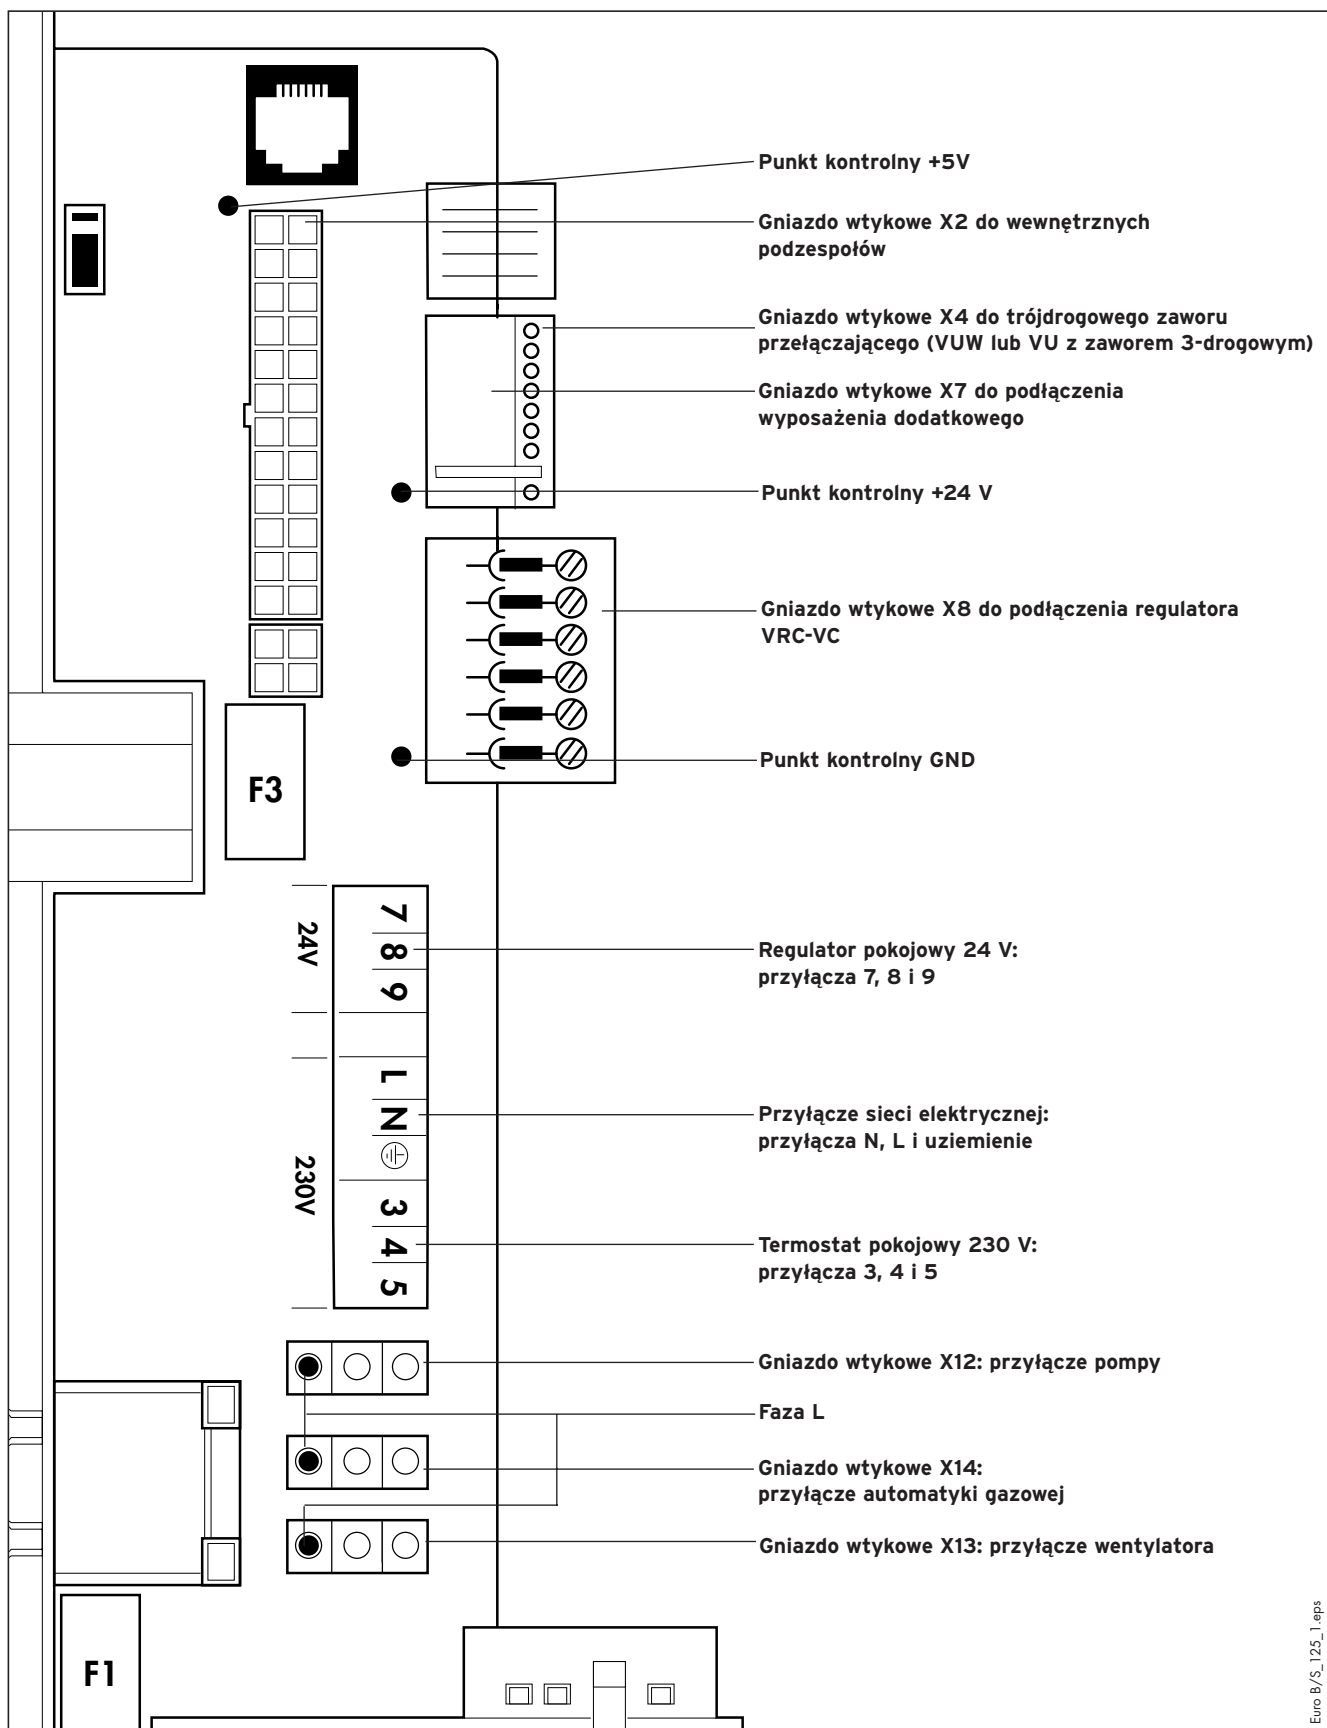 Punkt kontrolny +5V
Gniazdo wtykowe X2 do wewnętrznych
podzespołów
Gniazdo wtykowe X4 do trójdrogowego zaworu
przełączającego (VUW lub VU z zaworem 3-drogowym)
Gniazdo wtykowe X7 do podłączenia
wyposażenia dodatkowego
Punkt kontrolny +24 V
Gniazdo wtykowe X8 do podłączenia regulatora
VRC-VC
Punkt kontrolny GND
F3
24V
7
8
9
Regulator pokojowy 24 V:
przyłącza 7, 8 i 9
230V
L
N
Przyłącze sieci elektrycznej:
przyłącza N, L i uziemienie
3
4
5
Termostat pokojowy 230 V:
przyłącza 3, 4 i 5
Gniazdo wtykowe X12: przyłącze pompy
Faza L
Gniazdo wtykowe X14:
przyłącze automatyki gazowej
Gniazdo wtykowe X13: przyłącze wentylatora
F1
Euro B/S_125_1.eps